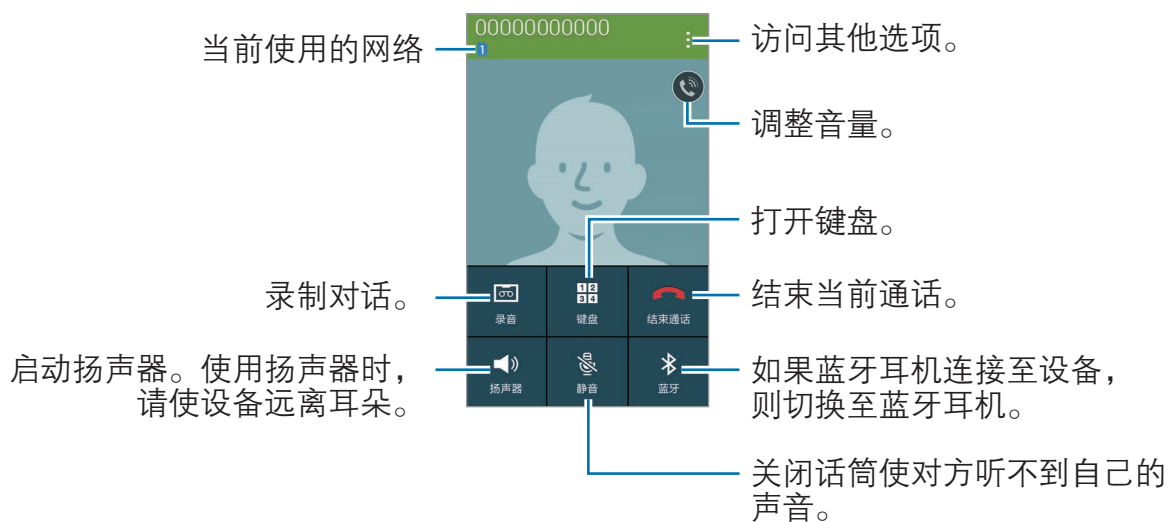 00000000000
当前使用的网络
1
访问其他选项。
调整音量。
打开键盘。
录制对话。
1 2
3 4
录音
键盘
结束通话
结束当前通话。
启动扬声器。使用扬声器时，
请使设备远离耳朵。
扬声器
静音
蓝牙
如果蓝牙耳机连接至设备，
则切换至蓝牙耳机。
关闭话筒使对方听不到自己的
声音。